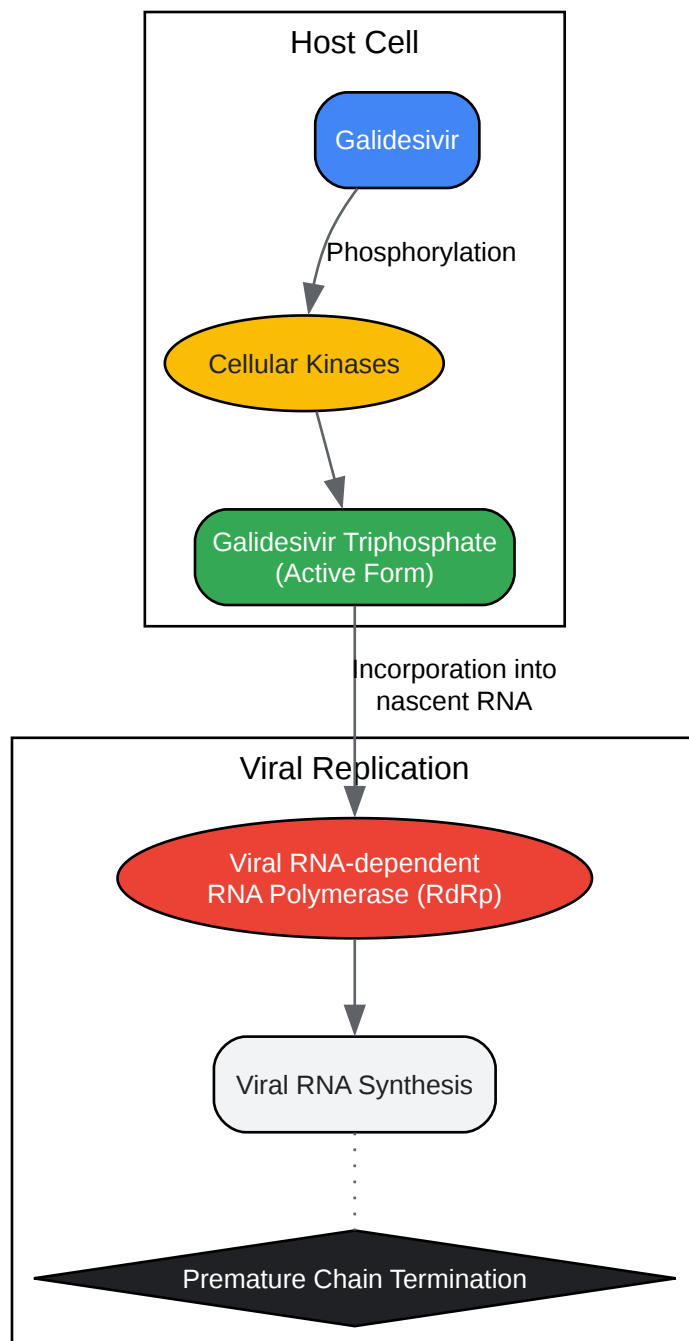 Host Cell
Galidesivir
Phosphorylation
Cellular Kinases
Galidesivir Triphosphate
(Active Form)
Incorporation into
nascent RNA
Viral Replication
Viral RNA-dependent
RNA Polymerase (RdRp)
Viral RNA Synthesis
Premature Chain Termination